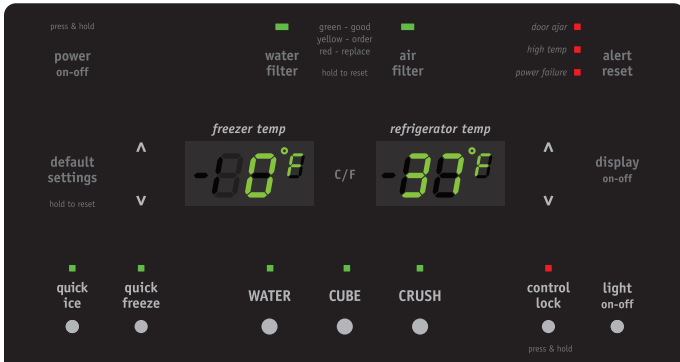 press & hold
power
on-off
water
filter
green - good
yellow - order
red - replace
hold to reset
air
filter
door ajar
high temp
power failure
alert
reset
default
settings
hold to reset
freezer temp
0°F
C/F
refrigerator temp
37°F
display
on-off
quick
ice
quick
freeze
WATER
CUBE
CRUSH
control
lock
press & hold
light
on-off